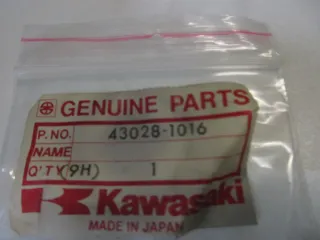 GENUINE PARTS
P.NO. 43028-1016
NAME
Q'TY (9H) 1
Kawasaki
MADE IN JAPAN